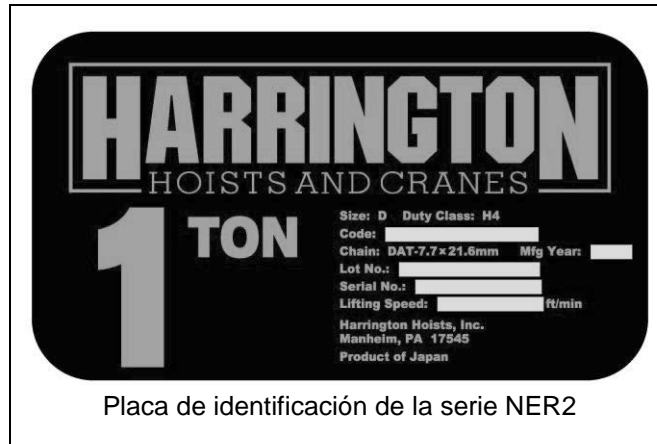 HARRINGTON
HOISTS AND CRANES
1 TON
Size: D Duty Class: H4
Code:
Chain: DAT-7.7×21.6mm Mfg Year:
Lot No.:
Serial No.:
Lifting Speed: ft/min
Harrington Hoists, Inc.
Manheim, PA 17545
Product of Japan
Placa de identificación de la serie NER2